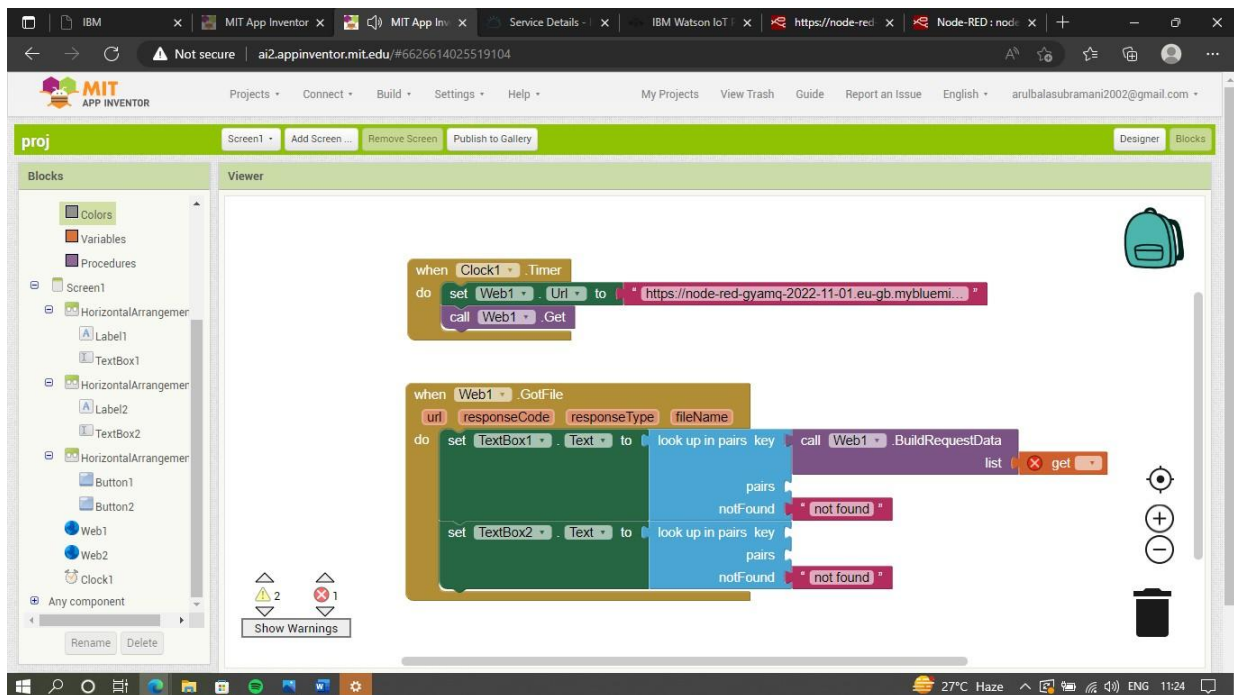 IBM
MIT App Inventor
MIT App Inv
Service Details -
IBM Watson IoT
https://node-red
Node-RED : node
Not secure | ai2.appinventor.mit.edu/#6626614025519104
MIT
APP INVENTOR
Projects Connect Build Settings Help My Projects View Trash Guide Report an Issue English arulbalasubramani2002@gmail.com
proj
Screen1 Add Screen ... Remove Screen Publish to Gallery Designer Blocks
Blocks
Viewer
Colors
Variables
Procedures
Screen1
HorizontalArrangemer
Label1
TextBox1
HorizontalArrangemer
Label2
TextBox2
HorizontalArrangemer
Button1
Button2
Web1
Web2
Clock1
Any component
Rename Delete
when Clock1 .Timer
do set Web1 . Url to " https://node-red-gyamq-2022-11-01.eu-gb.mybluemi... "
call Web1 .Get
when Web1 .GotFile
url responseCode responseType fileName
do set TextBox1 . Text to look up in pairs key call Web1 .BuildRequestData
list get
pairs
notFound " not found "
set TextBox2 . Text to look up in pairs key
pairs
notFound " not found "
2 1
Show Warnings
27°C Haze ENG 11:24